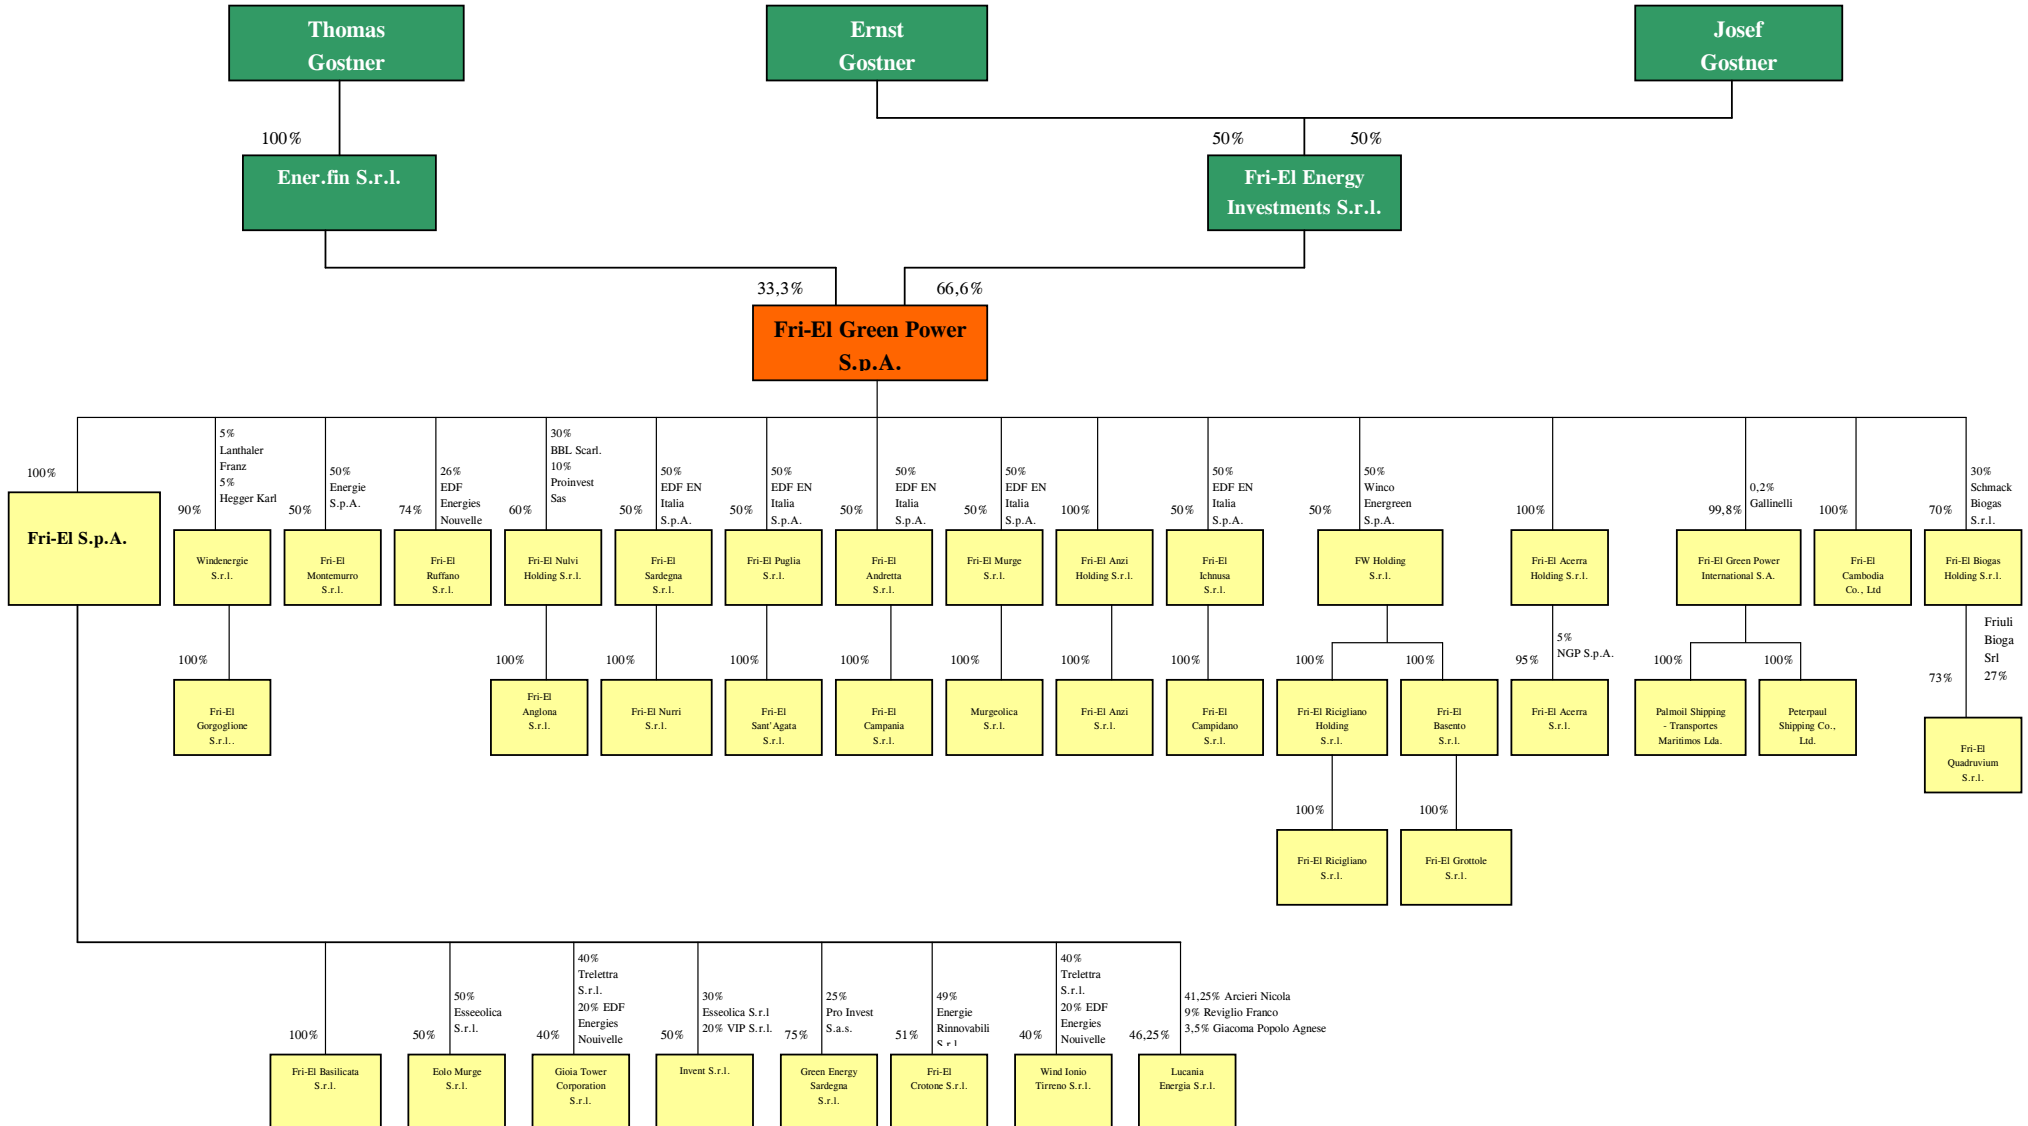 Thomas
Gostner
Ernst
Gostner
Josef
Gostner
100%
50%
50%
Ener.fin S.r.l.
Fri-El Energy
Investments S.r.l.
33,3%
66,6%
Fri-El Green Power
S.p.A.
100%
Fri-El S.p.A.
5%
Lanthaler
Franz
5%
Hegger Karl
90%
Windenergie
S.r.l.
50%
Energie
S.p.A.
50%
Fri-El
Montemurro
S.r.l.
26%
EDF
Energies
Nouvelle
74%
Fri-El
Ruffano
S.r.l.
30%
BBL Scarl.
10%
Proinvest
Sas
60%
Fri-El Nulvi
Holding S.r.l.
50%
EDF EN
Italia
S.p.A.
50%
Fri-El
Sardegna
S.r.l.
50%
EDF EN
Italia
S.p.A.
50%
Fri-El Puglia
S.r.l.
50%
EDF EN
Italia
S.p.A.
50%
Fri-El
Andretta
S.r.l.
50%
EDF EN
Italia
S.p.A.
50%
Fri-El Murge
S.r.l.
100%
Fri-El Anzi
Holding S.r.l.
50%
EDF EN
Italia
S.p.A.
50%
Fri-El
Ichnusa
S.r.l.
50%
Winco
Energreen
S.p.A.
50%
FW Holding
S.r.l.
100%
Fri-El Acerra
Holding S.r.l.
0,2%
Gallinelli
99,8%
Fri-El Green Power
International S.A.
100%
Fri-El
Cambodia
Co., Ltd
30%
Schmack
Biogas
S.r.l.
70%
Fri-El Biogas
Holding S.r.l.
100%
Fri-El
Gorgoglione
S.r.l..
100%
Fri-El
Anglona
S.r.l.
100%
Fri-El Nurri
S.r.l.
100%
Fri-El
Sant'Agata
S.r.l.
100%
Fri-El
Campania
S.r.l.
100%
Murgeolica
S.r.l.
100%
Fri-El Anzi
S.r.l.
100%
Fri-El
Campidano
S.r.l.
100%
Fri-El Ricigliano
Holding
S.r.l.
100%
Fri-El
Basento
S.r.l.
5%
NGP S.p.A.
95%
Fri-El Acerra
S.r.l.
100%
Palmoil Shipping
- Transportes
Maritimos Lda.
100%
Peterpaul
Shipping Co.,
Ltd.
Friuli
Bioga
Srl
27%
73%
Fri-El
Quadruvium
S.r.l.
100%
Fri-El Ricigliano
S.r.l.
100%
Fri-El Grottole
S.r.l.
100%
Fri-El Basilicata
S.r.l.
50%
Esseeolica
S.r.l.
50%
Eolo Murge
S.r.l.
40%
Trelettra
S.r.l.
20% EDF
Energies
Nouivelle
40%
Gioia Tower
Corporation
S.r.l.
30%
Esseolica S.r.l
20% VIP S.r.l.
50%
Invent S.r.l.
25%
Pro Invest
S.a.s.
75%
Green Energy
Sardegna
S.r.l.
49%
Energie
Rinnovabili
S.r.l.
51%
Fri-El
Crotone S.r.l.
40%
Trelettra
S.r.l.
20% EDF
Energies
Nouivelle
40%
Wind Ionio
Tirreno S.r.l.
41,25% Arcieri Nicola
9% Reviglio Franco
3,5% Giacoma Popolo Agnese
46,25%
Lucania
Energia S.r.l.